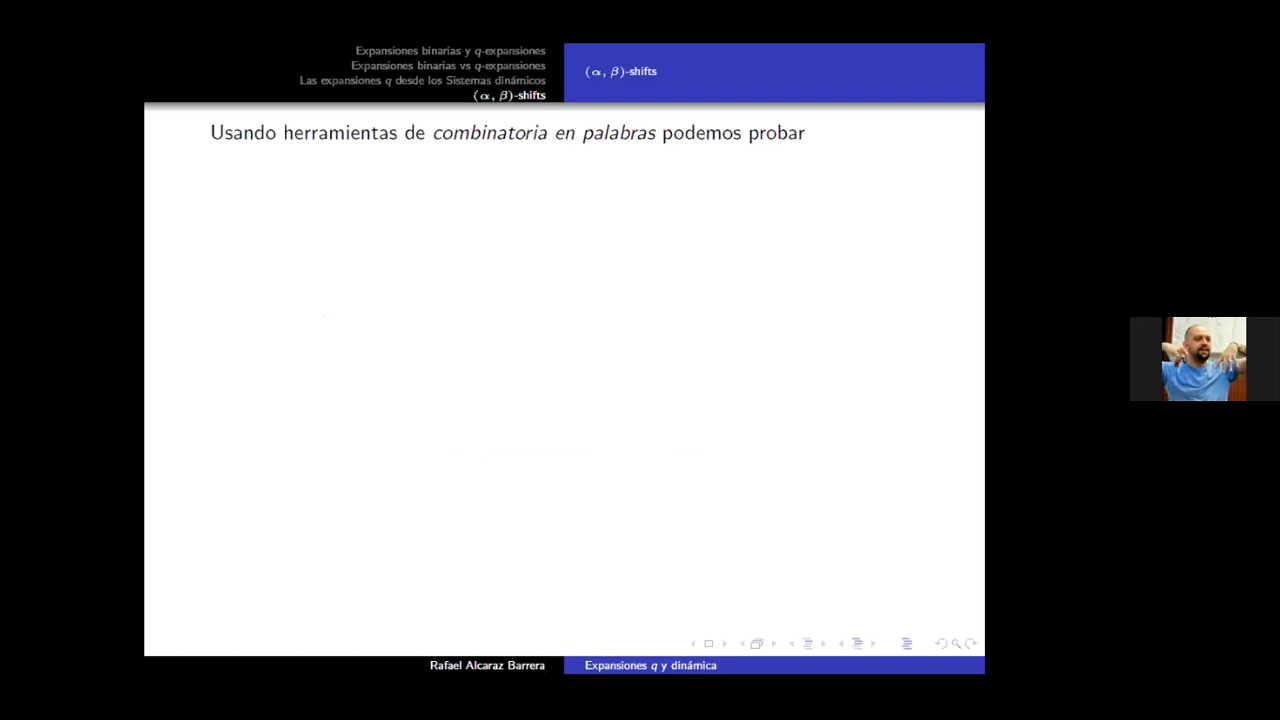 Expansiones binarias y q-expansiones
Expansiones binarias vs q-expansiones
Las expansiones q desde los Sistemas dinámicos
(α, β)-shifts
(α, β)-shifts
Usando herramientas de combinatoria en palabras podemos probar
Rafael Alcaraz Barrera
Expansiones q y dinámica